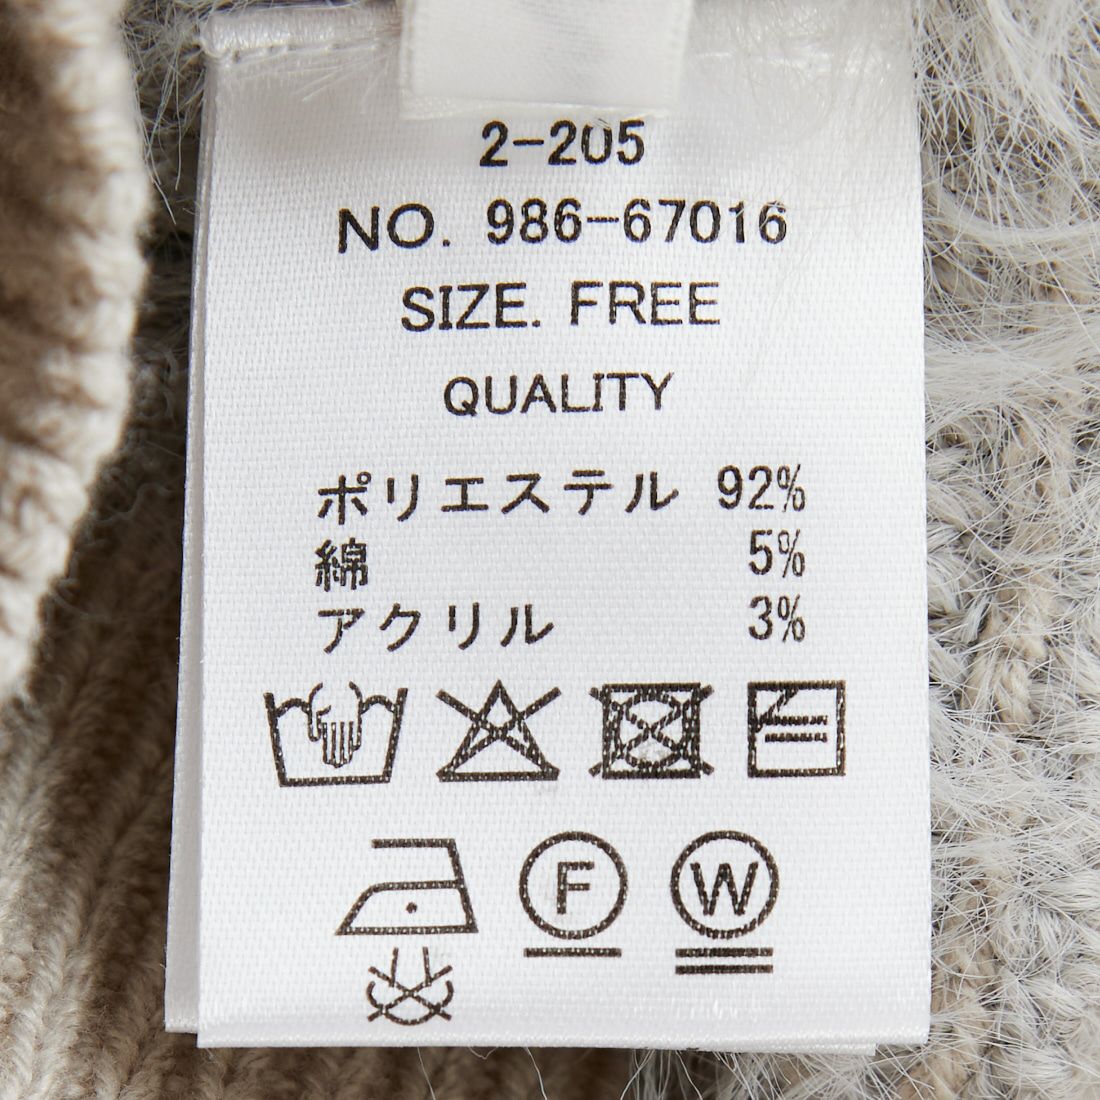 2-205
NO. 986-67016
SIZE. FREE
QUALITY
ポリエステル 92%
綿 5%
アクリル 3%
F W